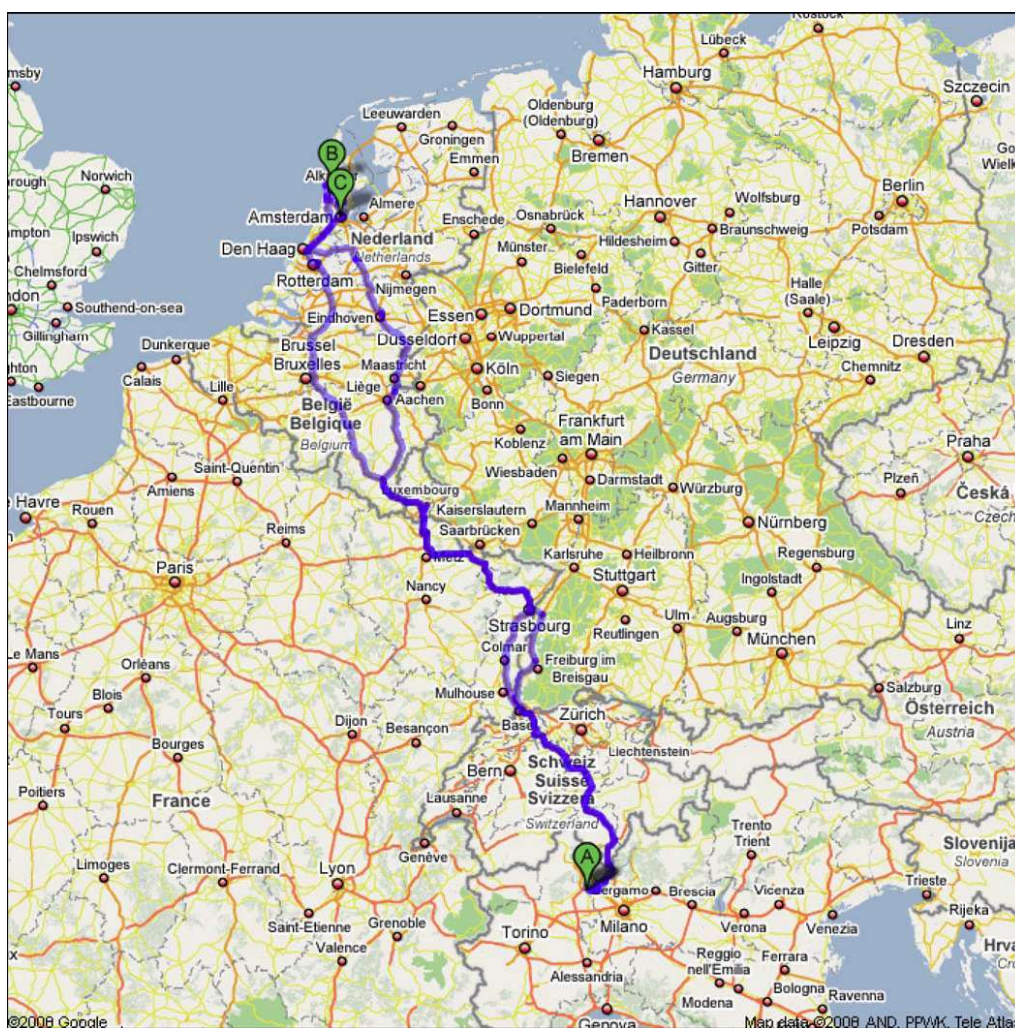 Rostock
Lübeck
Hamburg
Szczecin
msby
Leeuwarden
Groningen
Oldenburg
(Oldenburg)
Bremen
Emmen
B
Norwich
C
Amsterdam
Almere
Enschede
Osnabrück
Hannover
Wolfsburg
Berlin
Braunschweig
Potsdam
Ipswich
Den Haag
Nederland
Netherlands
Münster
Hildesheim
Bielefeld
Gitter
Chelmsford
Rotterdam
Nijmegen
Paderborn
Halle
(Saale)
Southend-on-sea
Gillingham
Eindhoven
Essen
Dortmund
Kassel
Leipzig
Dunkerque
Brussel
Bruxelles
Düsseldorf
Wuppertal
Deutschland
Germany
Dresden
Calais
Maastricht
Köln
Siegen
Chemnitz
Eastbourne
Lille
Liège
Aachen
Bonn
België
Belgique
Belgium
Koblenz
Frankfurt
am Main
Praha
Saint-Quentin
Amiens
Wiesbaden
Darmstadt
Würzburg
Plzeň
Česká
Czech
Havre
Rouen
Luxembourg
Kaiserslautern
Mannheim
Nürnberg
Reims
Saarbrücken
Paris
Metz
Karlsruhe
Heilbronn
Regensburg
Nancy
Stuttgart
Ingolstadt
Strasbourg
Reutlingen
Ulm
Augsburg
München
Linz
Le Mans
Orléans
Colmar
Freiburg im
Breisgau
Blois
Mulhouse
Salzburg
Tours
Dijon
Besançon
Basel
Zürich
Liechtenstein
Österreich
Austria
Bourges
Bern
Schweiz
Suisse
Svizzera
Switzerland
Poitiers
France
Lausanne
Genève
Trento
Trient
Slovenija
Slovenia
Limoges
Clermont-Ferrand
Lyon
A
Bergamo
Brescia
Vicenza
Trieste
Saint-Etienne
Grenoble
Milano
Verona
Venezia
Rijeka
Valence
Torino
Alessandria
Reggio
nell'Emilia
Ferrara
Hrv
Modena
Bologna
Ravenna
Genova
©2008 Google
Map data ©2008 AND, PPWK, Tele Atlas